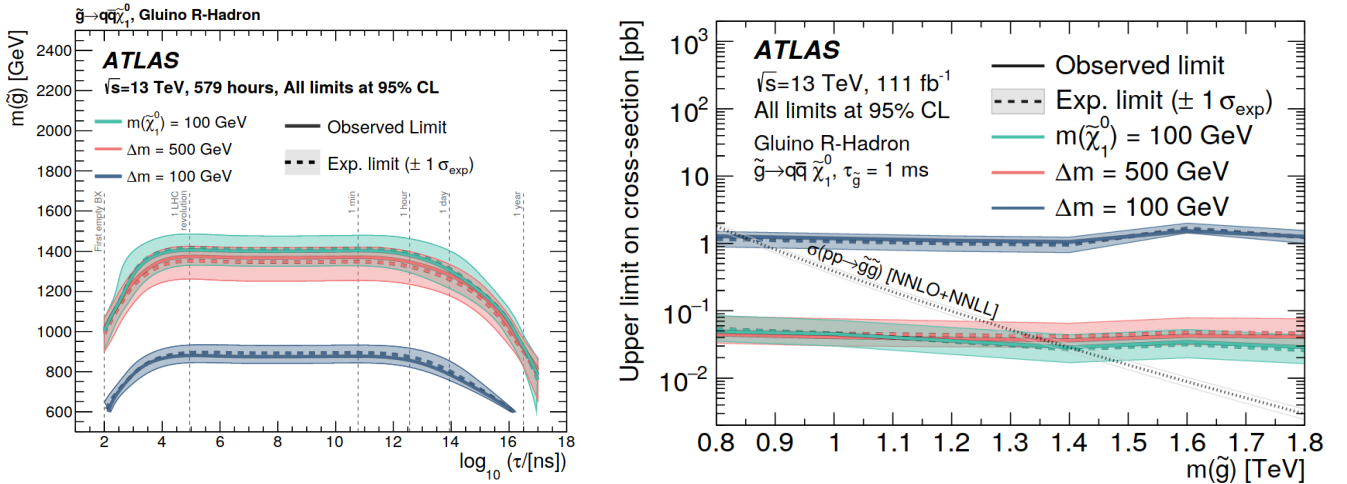 g̃→qq̄χ̃₁⁰, Gluino R-Hadron
m(g̃) [GeV]
2400
2200
2000
1800
1600
1400
1200
1000
800
600
ATLAS
√s=13 TeV, 579 hours, All limits at 95% CL
m(χ̃₁⁰) = 100 GeV
Δm = 500 GeV
Δm = 100 GeV
Observed Limit
Exp. limit (± 1 σexp)
First empty BX
1 LHC
revolution
1 min
1 hour
1 day
1 year
2 4 6 8 10 12 14 16 18
log₁₀ (τ/[ns])
Upper limit on cross-section [pb]
10³
10²
10
1
10⁻¹
10⁻²
ATLAS
√s=13 TeV, 111 fb⁻¹
All limits at 95% CL
Gluino R-Hadron
g̃→qq̄ χ̃₁⁰, τg̃ = 1 ms
Observed limit
Exp. limit (± 1 σexp)
m(χ̃₁⁰) = 100 GeV
Δm = 500 GeV
Δm = 100 GeV
σ(pp→g̃g̃) [NNLO+NNLL]
0.8 0.9 1 1.1 1.2 1.3 1.4 1.5 1.6 1.7 1.8
m(g̃) [TeV]